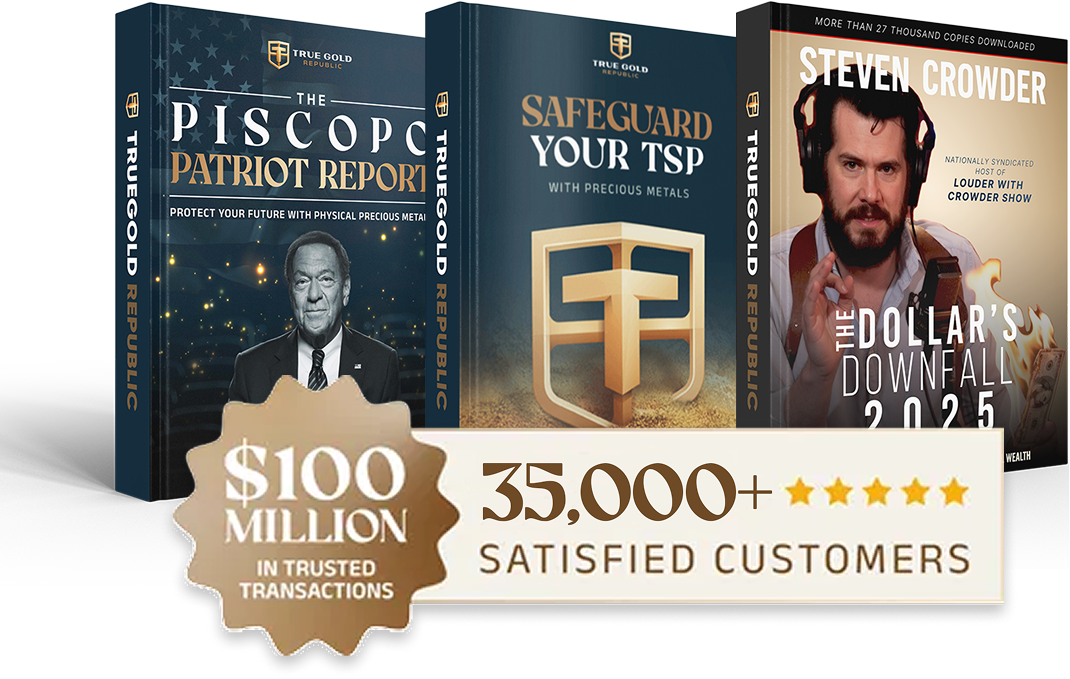 TRUE GOLD
REPUBLIC
THE
PISCOPO
PATRIOT REPORT
PROTECT YOUR FUTURE WITH PHYSICAL PRECIOUS META
TRUEGOLD REPUBLIC
TRUE GOLD
REPUBLIC
SAFEGUARD
YOUR TSP
WITH PRECIOUS METALS
TRUEGOLD REPUBLIC
MORE THAN 27 THOUSAND COPIES DOWNLOADED
STEVEN CROWDER
NATIONALLY SYNDICATED
HOST OF
LOUDER WITH
CROWDER SHOW
THE DOLLAR'S
DOWNFALL
2025
WEALTH
TRUEGOLD REPUBLIC
$100
MILLION
IN TRUSTED
TRANSACTIONS
35,000+
SATISFIED CUSTOMERS